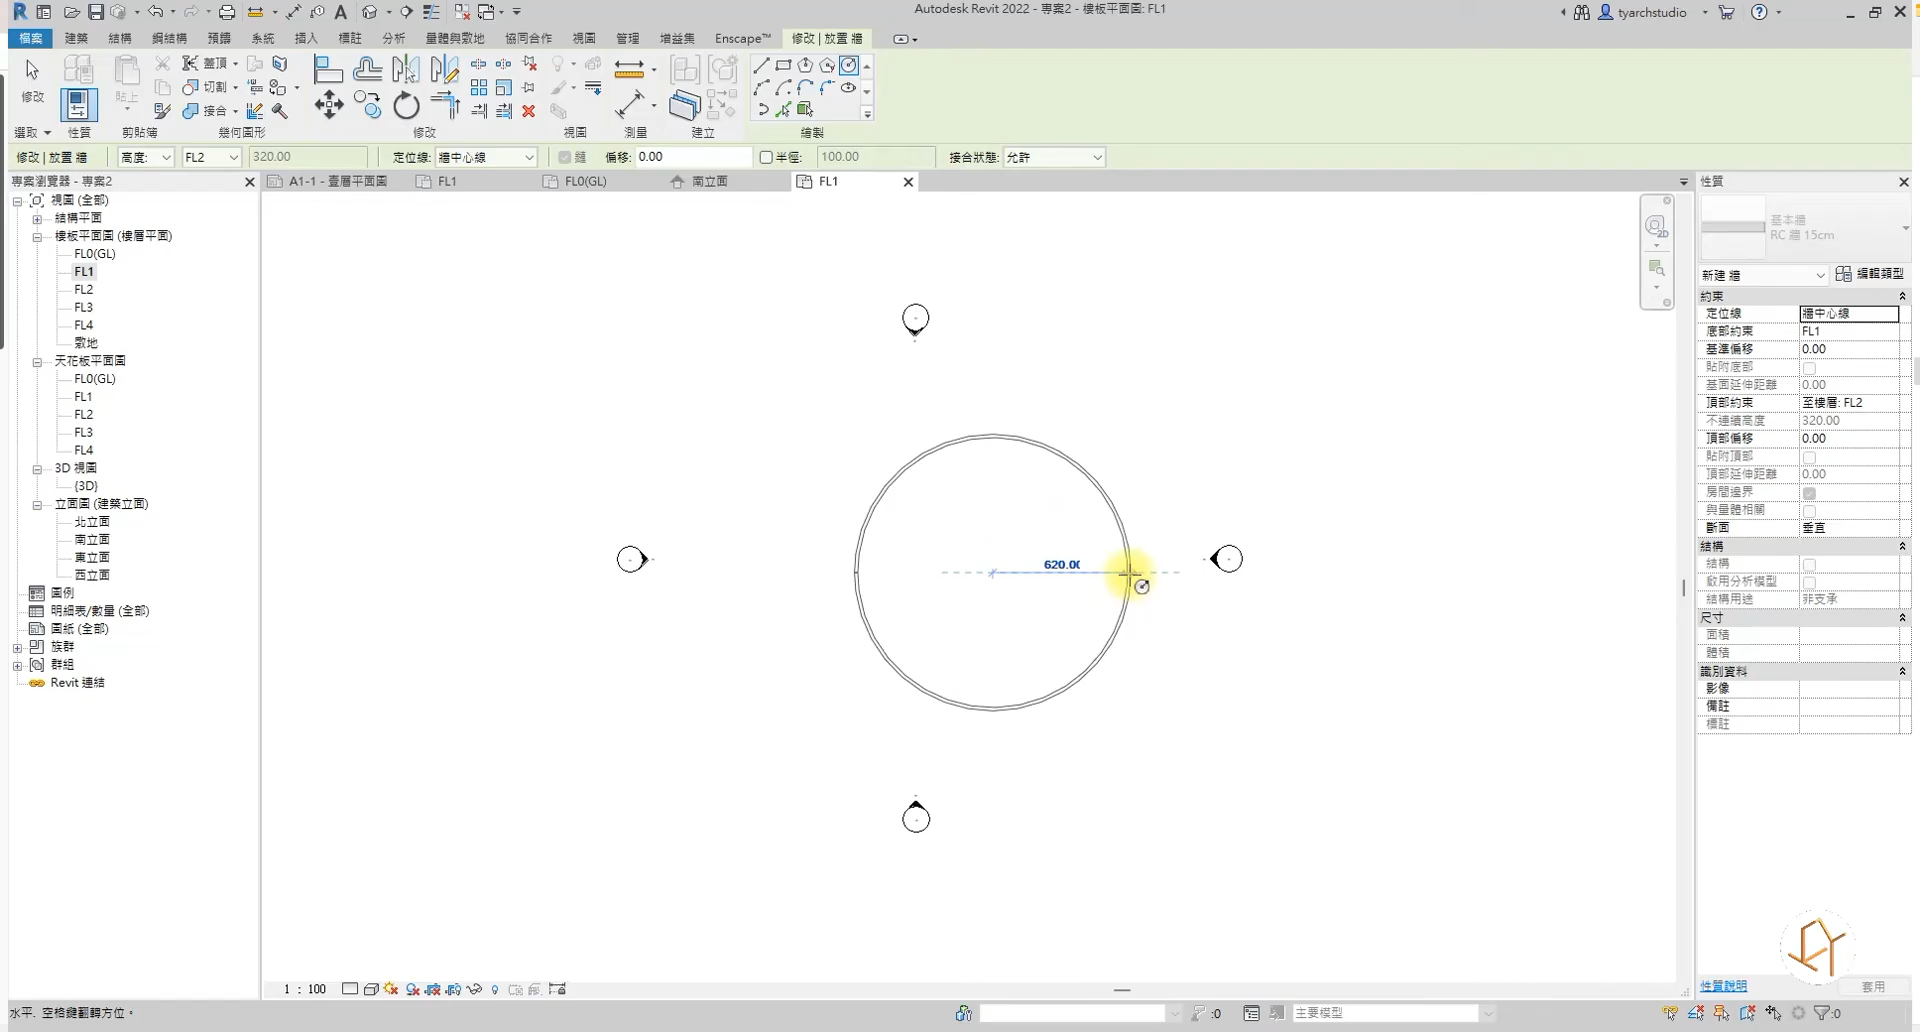 Autodesk Revit 2022 - 專案2 - 樓板平面圖: FL1
tyarchstudio
檔案 建築 結構 鋼結構 預鑄 系統 插入 標註 分析 量體與敷地 協同合作 視圖 管理 增益集 Enscape™ 修改 | 放置 牆
修改 貼上 蓋頂 切割 接合
選取 性質 剪貼簿 幾何圖形 修改 視圖 測量 建立 繪製
修改 | 放置 牆 高度: FL2 320.00 定位線: 牆中心線 鏈 偏移: 0.00 半徑: 100.00 接合狀態: 允許
專案瀏覽器 - 專案2
A1-1 - 壹層平面圖 FL1 FL0(GL) 南立面 FL1
視圖 (全部)
結構平面
樓板平面圖 (樓層平面)
FL0(GL)
FL1
FL2
FL3
FL4
敷地
天花板平面圖
FL0(GL)
FL1
FL2
FL3
FL4
3D 視圖
{3D}
立面圖 (建築立面)
北立面
南立面
東立面
西立面
圖例
明細表/數量 (全部)
圖紙 (全部)
族群
群組
Revit 連結
620.00
2D
性質
基本牆
RC 牆 15cm
新建 牆 編輯類型
約束
定位線 牆中心線
底部約束 FL1
基準偏移 0.00
貼附底部
基面延伸距離 0.00
頂部約束 至樓層: FL2
不連續高度 320.00
頂部偏移 0.00
貼附頂部
頂部延伸距離 0.00
房間邊界
與量體相關
斷面 垂直
結構
結構
啟用分析模型
結構用途 非支承
尺寸
面積
體積
識別資料
影像
備註
標註
性質說明 套用
1 : 100
水平. 空格鍵翻轉方位。
:0 主要模型 :0